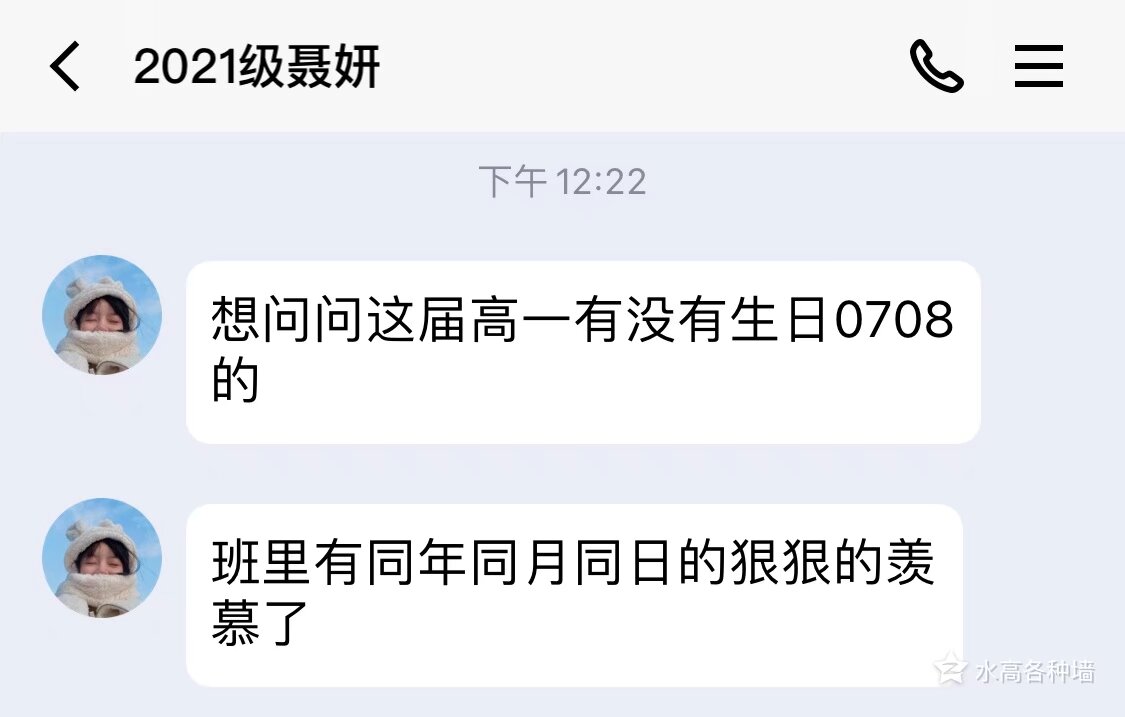 2021级聂妍
下午 12:22
想问问这届高一有没有生日0708
的
班里有同年同月同日的狠狠的羡
慕了
水高各种墙